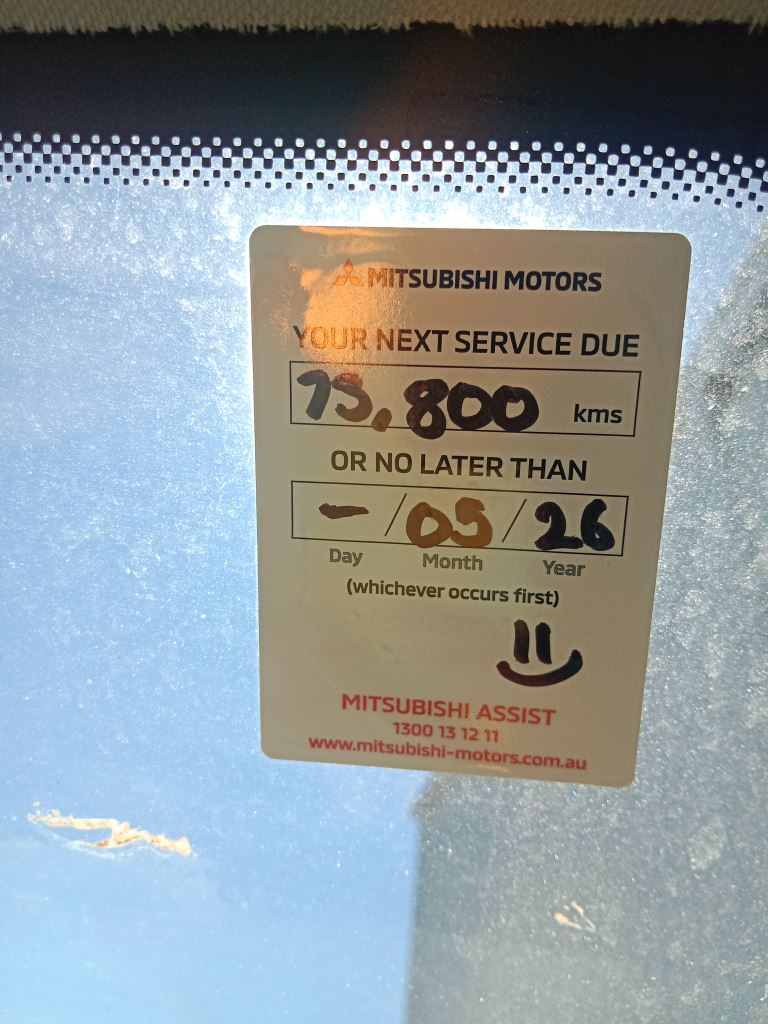 MITSUBISHI MOTORS
YOUR NEXT SERVICE DUE
75,800 kms
OR NO LATER THAN
- / 05 / 26
Day Month Year
(whichever occurs first)
MITSUBISHI ASSIST
1300 13 12 11
www.mitsubishi-motors.com.au